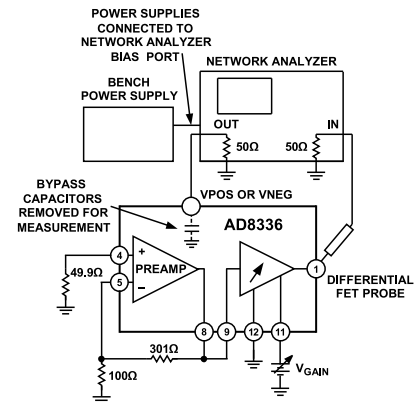 POWER SUPPLIES
CONNECTED TO
NETWORK ANALYZER
BIAS PORT
NETWORK ANALYZER
BENCH
POWER SUPPLY
OUT
IN
50Ω
50Ω
BYPASS
CAPACITORS
REMOVED FOR
MEASUREMENT
VPOS OR VNEG
AD8336
4
+
PREAMP
49.9Ω
5
–
1
DIFFERENTIAL
FET PROBE
8
9
12
11
301Ω
100Ω
VGAIN